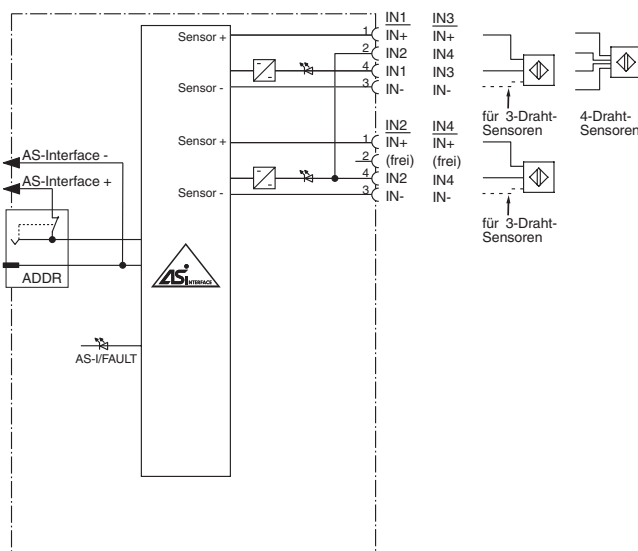 IN1 IN3
Sensor + 1 IN+ IN+
2 IN2 IN4
4 IN1 IN3
Sensor - 3 IN- IN-
für 3-Draht-
Sensoren
4-Draht-
Sensoren
IN2 IN4
Sensor + 1 IN+ IN+
2 (frei) (frei)
4 IN2 IN4
Sensor - 3 IN- IN-
für 3-Draht-
Sensoren
AS-Interface -
AS-Interface +
ADDR
ASi
INTERFACE
AS-I/FAULT